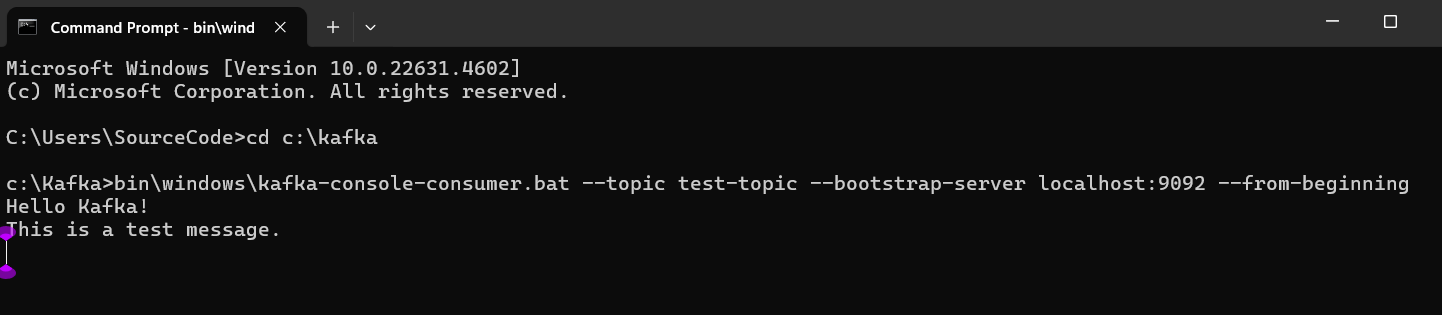 Command Prompt - bin\wind
Microsoft Windows [Version 10.0.22631.4602]
(c) Microsoft Corporation. All rights reserved.
C:\Users\SourceCode>cd c:\kafka
c:\Kafka>bin\windows\kafka-console-consumer.bat --topic test-topic --bootstrap-server localhost:9092 --from-beginning
Hello Kafka!
This is a test message.